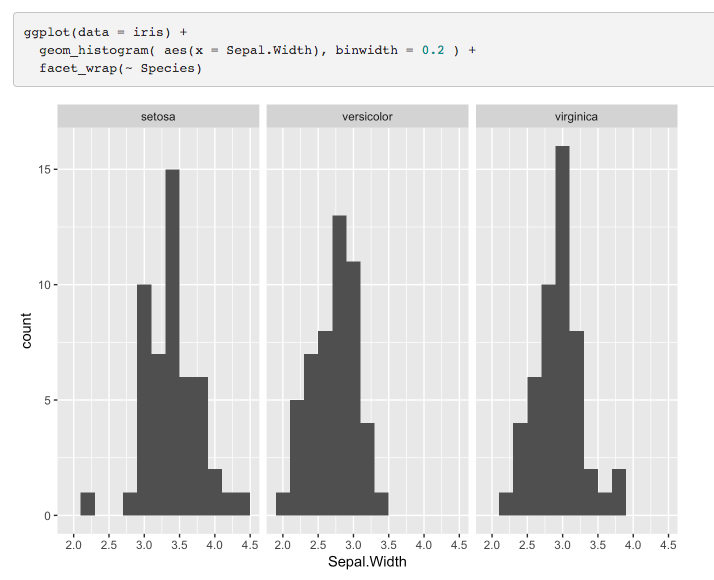 ggplot(data = iris) +
geom_histogram( aes(x = Sepal.Width), binwidth = 0.2 ) +
facet_wrap(~ Species)
setosa versicolor virginica
15
10
count
5
0
2.0 2.5 3.0 3.5 4.0 4.5 2.0 2.5 3.0 3.5 4.0 4.5 2.0 2.5 3.0 3.5 4.0 4.5
Sepal.Width